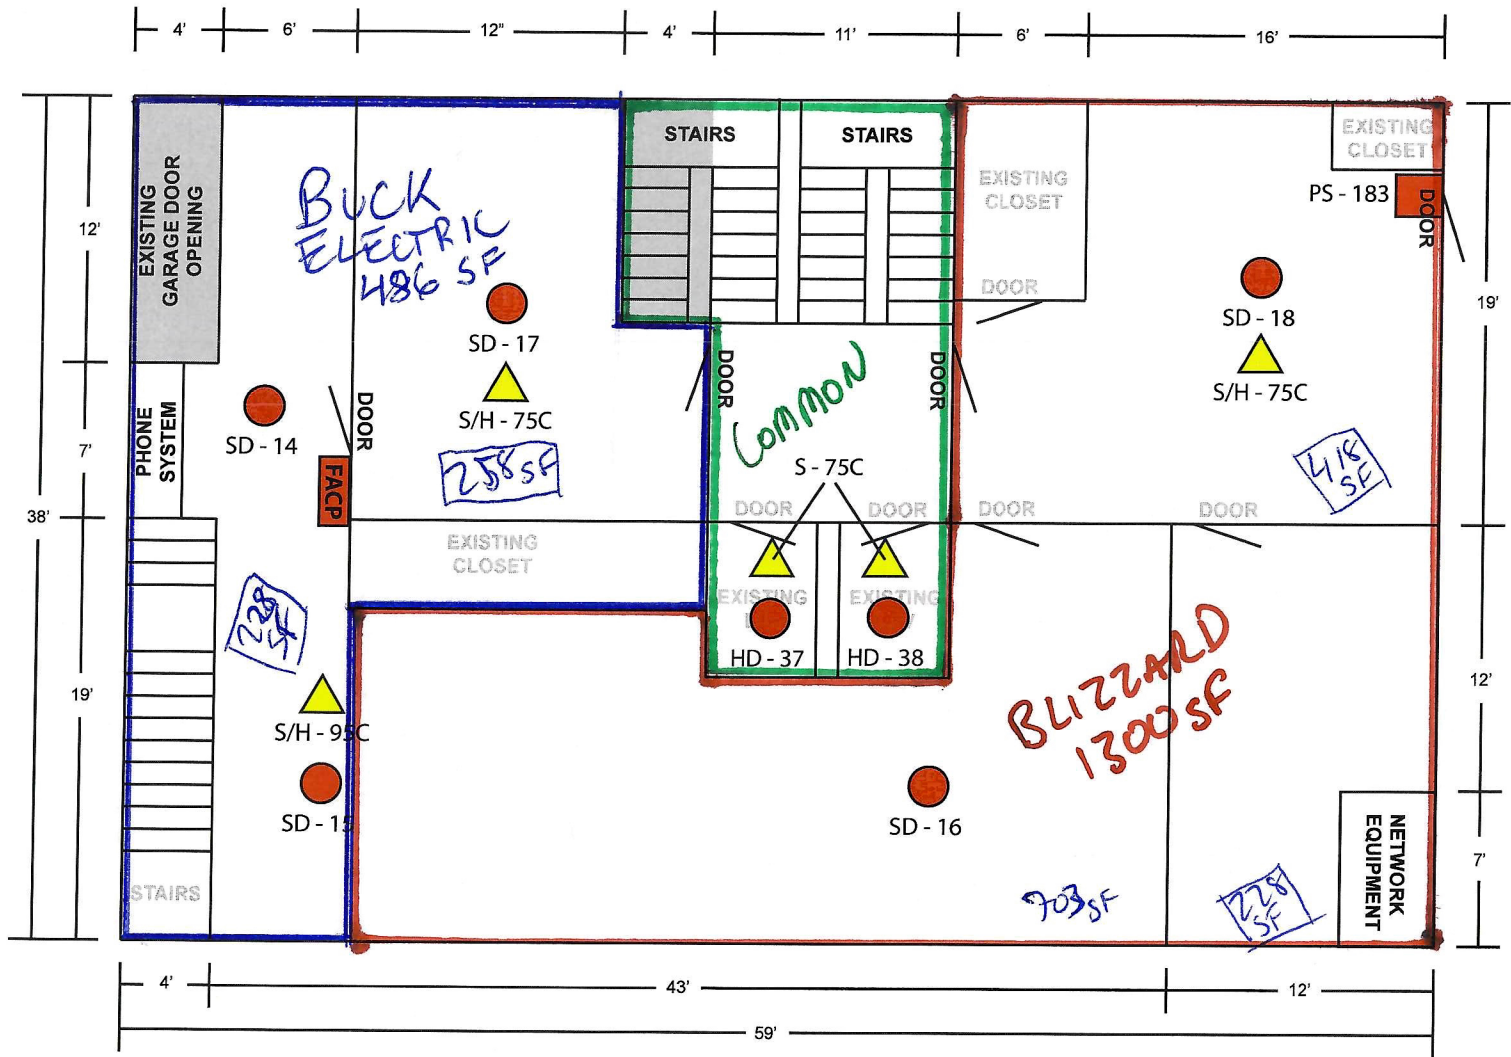 4' 6' 12" 4' 11' 6' 16'
STAIRS STAIRS
EXISTING
CLOSET
EXISTING
CLOSET
PS - 183
DOOR
EXISTING
GARAGE DOOR
OPENING
BUCK
ELECTRIC
486 SF
12'
DOOR
SD - 17
SD - 18
19'
S/H - 75C
S/H - 75C
DOOR
DOOR
DOOR
COMMON
PHONE
SYSTEM
SD - 14
7'
258 SF
S - 75C
418
SF
FACP
38'
DOOR DOOR DOOR DOOR
EXISTING
CLOSET
EXISTING EXISTING
228
SF
HD - 37 HD - 38
19'
12'
S/H - 95C
BLIZZARD
1300 SF
SD - 15
SD - 16
NETWORK
EQUIPMENT
7'
STAIRS
703 SF
228
SF
4' 43' 12'
59'